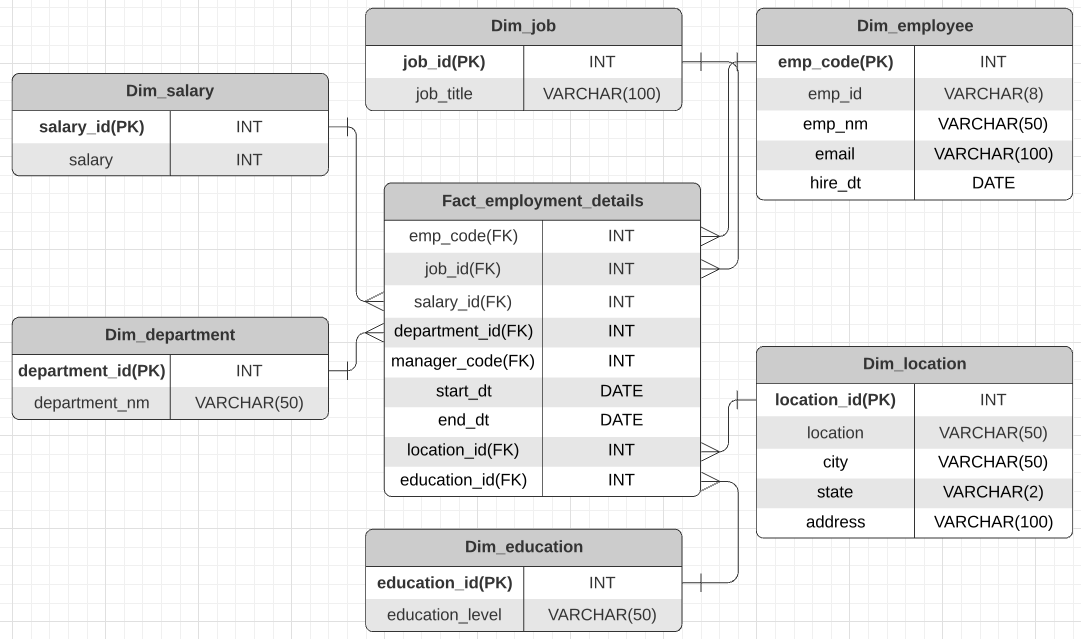 Dim_job
job_id(PK) INT
job_title VARCHAR(100)
Dim_employee
emp_code(PK) INT
emp_id VARCHAR(8)
emp_nm VARCHAR(50)
email VARCHAR(100)
hire_dt DATE
Dim_salary
salary_id(PK) INT
salary INT
Fact_employment_details
emp_code(FK) INT
job_id(FK) INT
salary_id(FK) INT
department_id(FK) INT
manager_code(FK) INT
start_dt DATE
end_dt DATE
location_id(FK) INT
education_id(FK) INT
Dim_department
department_id(PK) INT
department_nm VARCHAR(50)
Dim_location
location_id(PK) INT
location VARCHAR(50)
city VARCHAR(50)
state VARCHAR(2)
address VARCHAR(100)
Dim_education
education_id(PK) INT
education_level VARCHAR(50)